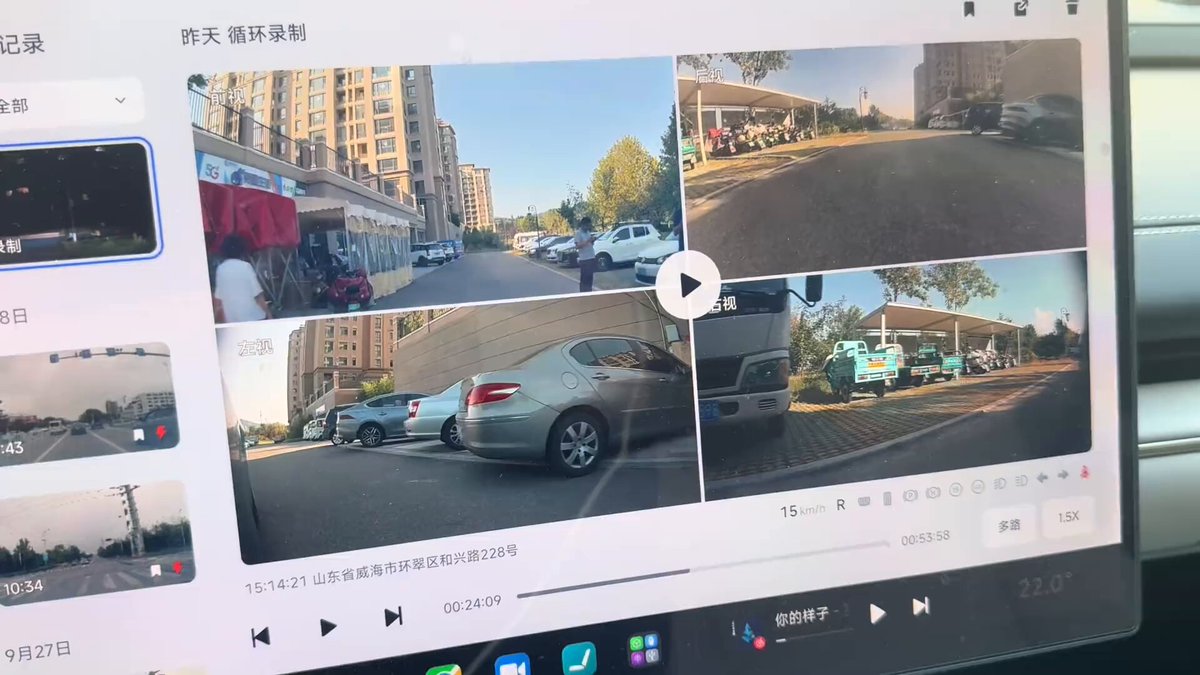 记录
昨天 循环录制
全部
录制
8日
:43
10:34
9月27日
前视
5G
后视
左视
右视
15 km/h R
15:14:21 山东省威海市环翠区和兴路228号
00:24:09
00:53:58
多路
1.5X
你的样子
22.0°